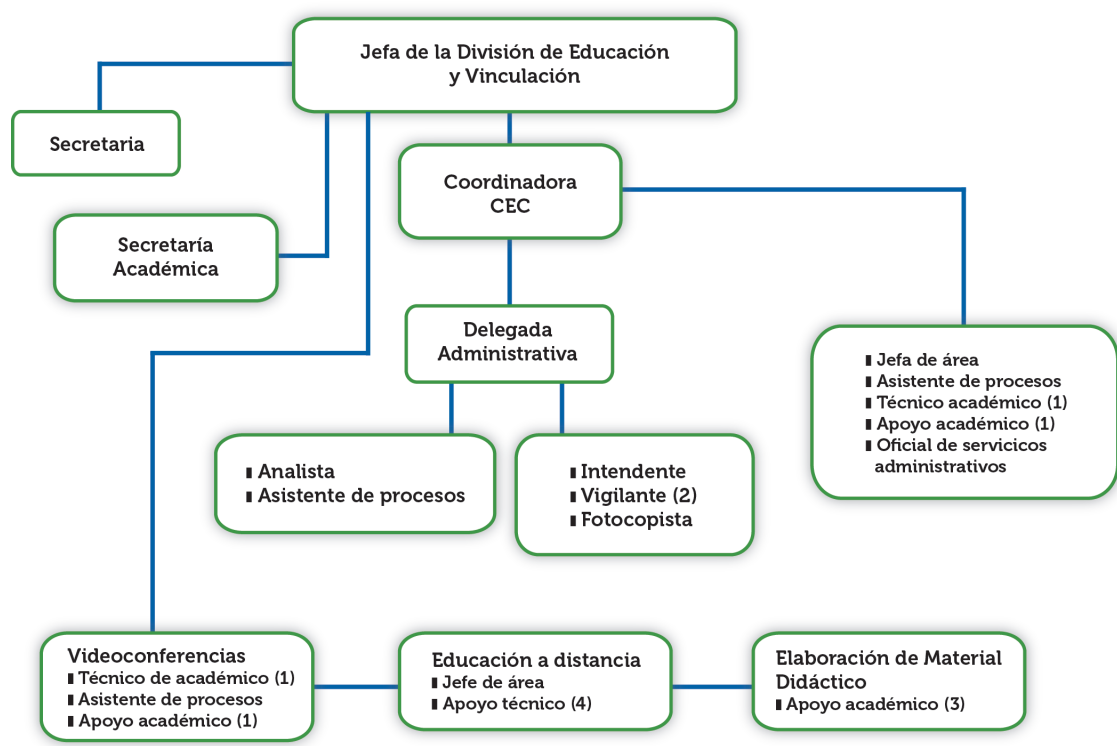 Jefa de la División de Educación
y Vinculación
Secretaria
Coordinadora
CEC
Secretaría
Académica
Delegada
Administrativa
▮ Jefa de área
▮ Asistente de procesos
▮ Técnico académico (1)
▮ Apoyo académico (1)
▮ Oficial de servicicos
administrativos
▮ Analista
▮ Asistente de procesos
▮ Intendente
▮ Vigilante (2)
▮ Fotocopista
Videoconferencias
▮ Técnico de académico (1)
▮ Asistente de procesos
▮ Apoyo académico (1)
Educación a distancia
▮ Jefe de área
▮ Apoyo técnico (4)
Elaboración de Material
Didáctico
▮ Apoyo académico (3)